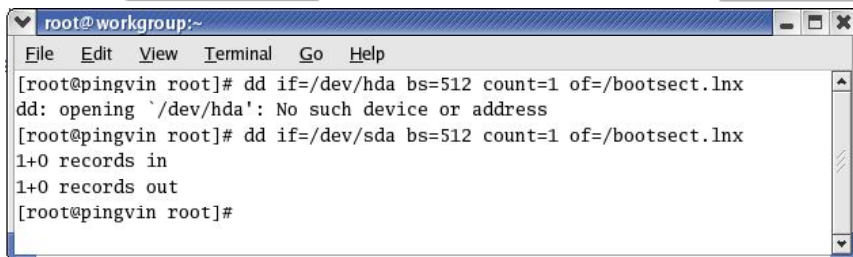 root@workgroup:~
File Edit View Terminal Go Help
[root@pingvin root]# dd if=/dev/hda bs=512 count=1 of=/bootsect.lnx
dd: opening `/dev/hda': No such device or address
[root@pingvin root]# dd if=/dev/sda bs=512 count=1 of=/bootsect.lnx
1+0 records in
1+0 records out
[root@pingvin root]#